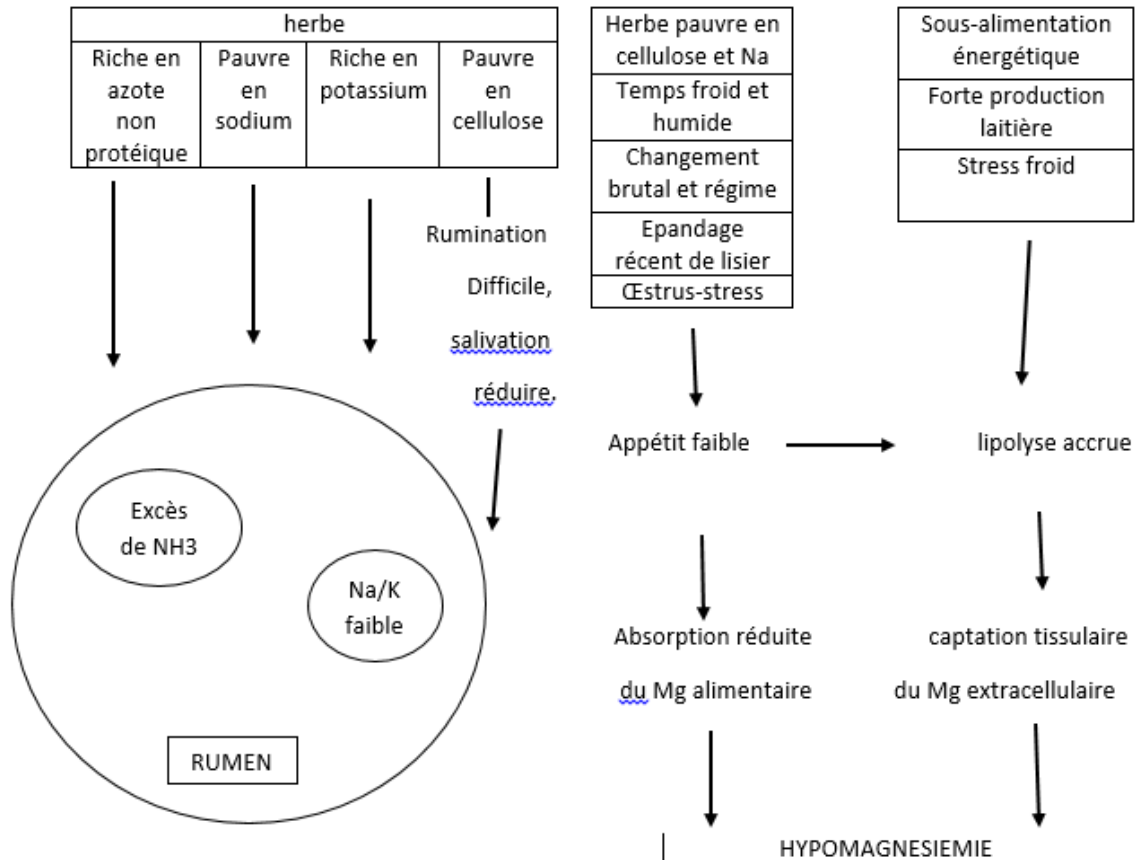 herbe
Riche en
azote
non
protéique
Pauvre
en
sodium
Riche en
potassium
Pauvre
en
cellulose
Rumination
Difficile,
salivation
réduire.
Excès
de NH3
Na/K
faible
RUMEN
Herbe pauvre en
cellulose et Na
Temps froid et
humide
Changement
brutal et régime
Epandage
récent de lisier
Œstrus-stress
Appétit faible
Absorption réduite
du Mg alimentaire
Sous-alimentation
énergétique
Forte production
laitière
Stress froid
lipolyse accrue
captation tissulaire
du Mg extracellulaire
HYPOMAGNESIEMIE